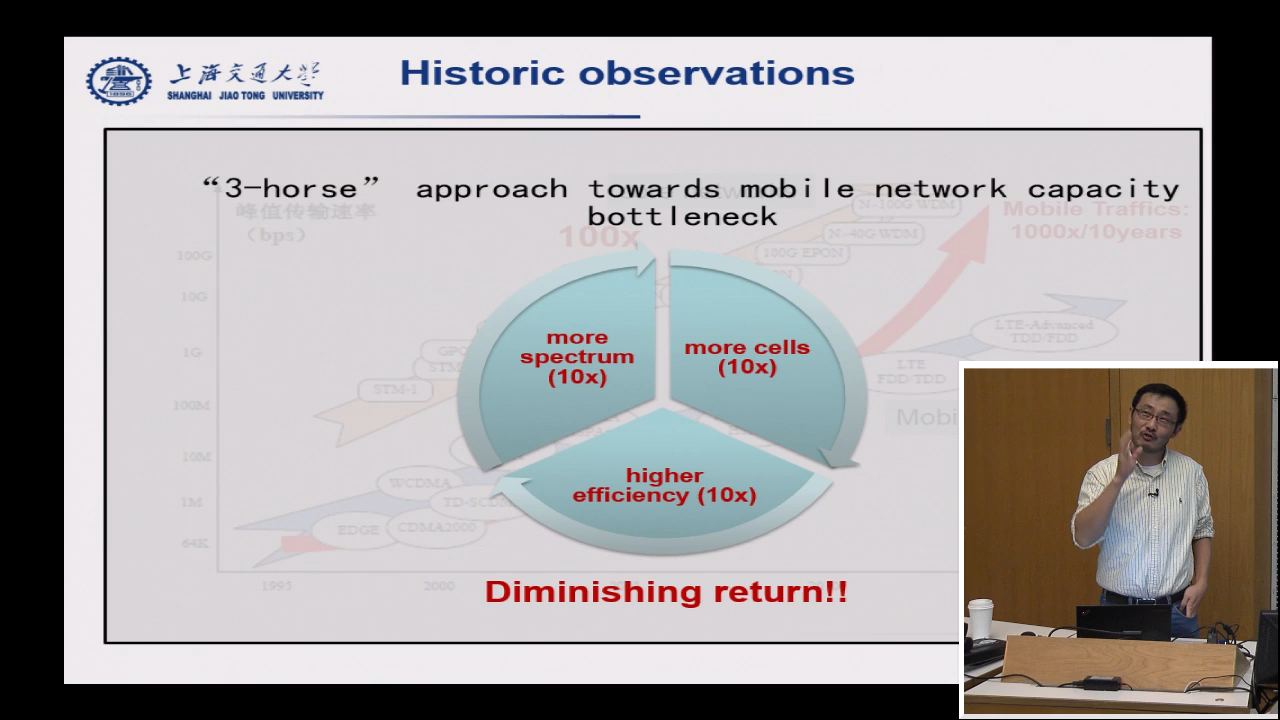 上海交通大学
SHANGHAI JIAO TONG UNIVERSITY
Historic observations
“3-horse” approach towards mobile network capacity
bottleneck
峰值传输速率
（bps）
100x
N×100G WDM
N×40G WDM
100G EPON
Mobile Traffics:
1000x/10years
100G
10G
1G
100M
10M
1M
64K
STM-1
LTE-Advanced
TDD/FDD
LTE
FDD/TDD
Mobi
WCDMA
TD-SCDM
EDGE
CDMA2000
1995
2000
more
spectrum
(10x)
more cells
(10x)
higher
efficiency (10x)
Diminishing return!!